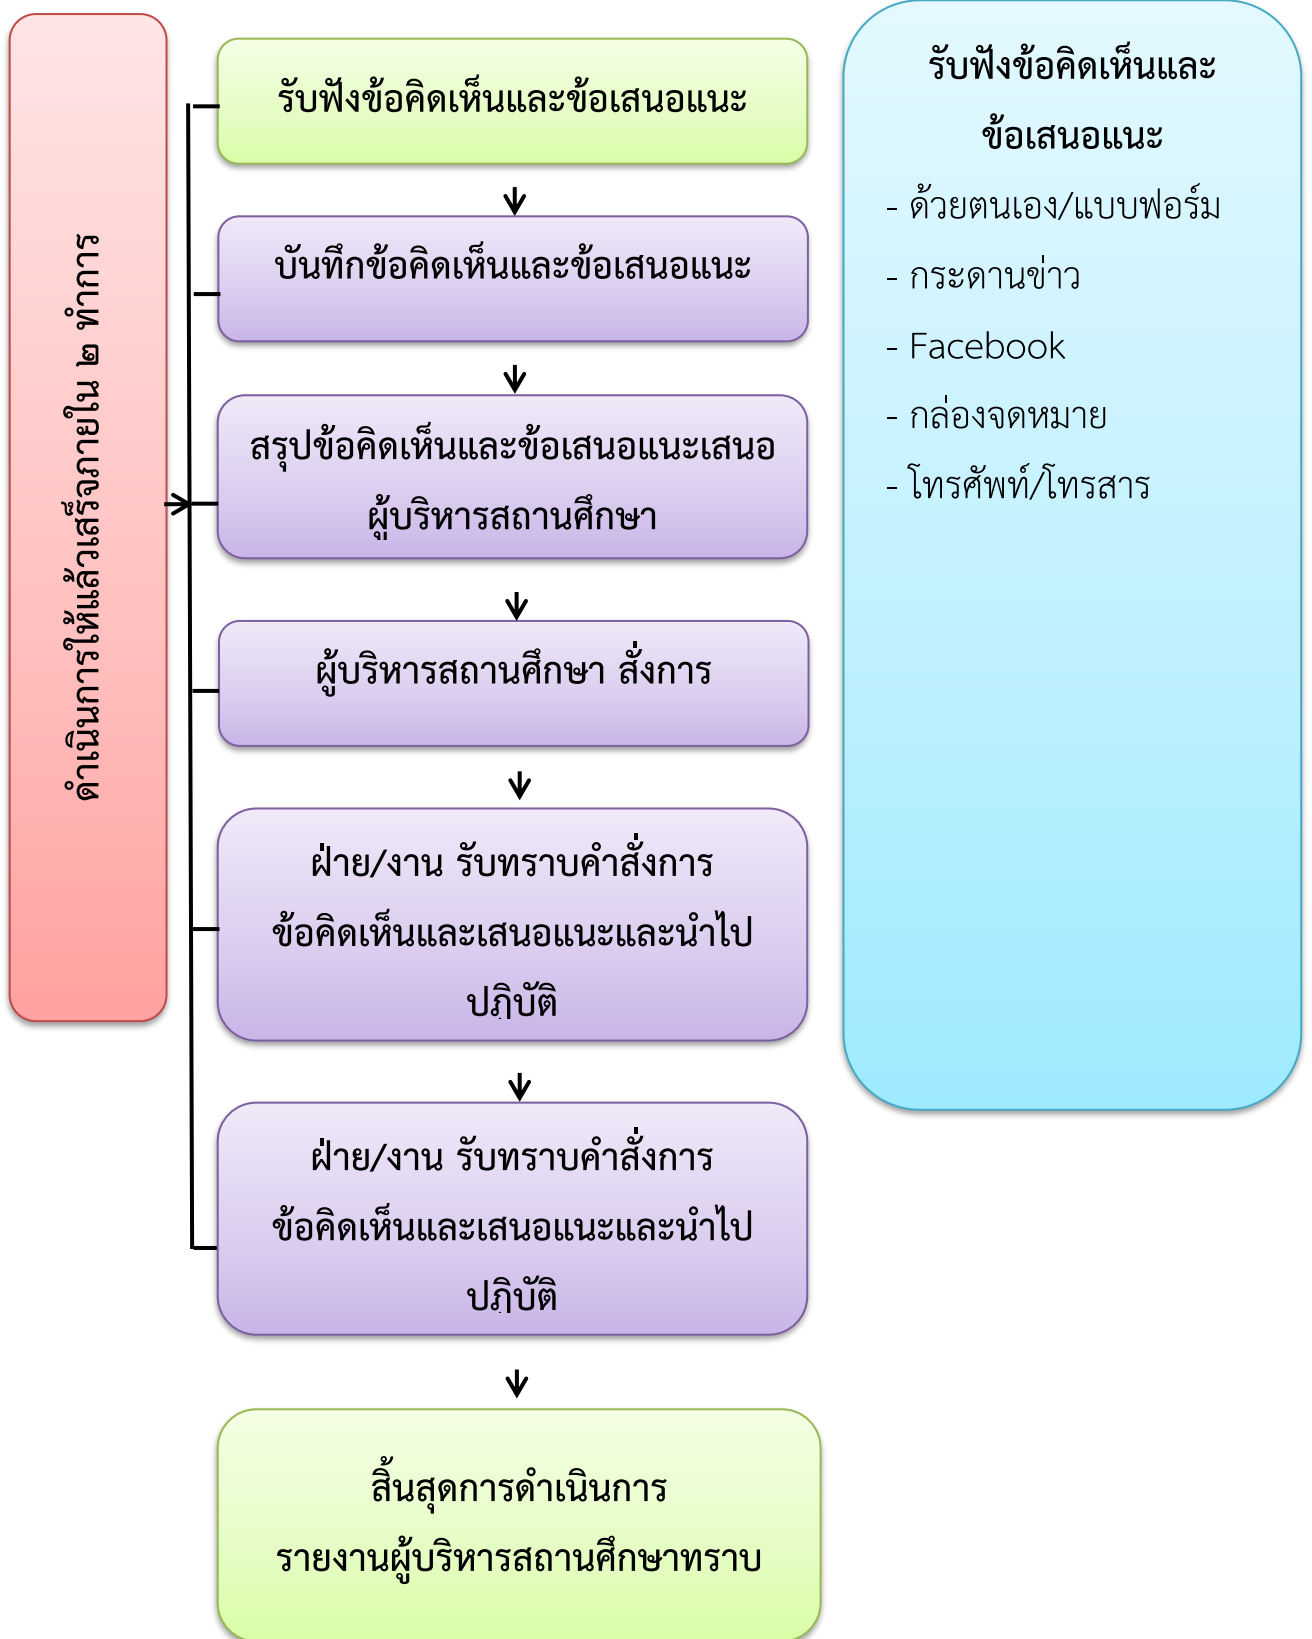 ดำเนินการให้แล้วเสร็จภายใน ๒ ทำการ
รับฟังข้อคิดเห็นและข้อเสนอแนะ
บันทึกข้อคิดเห็นและข้อเสนอแนะ
สรุปข้อคิดเห็นและข้อเสนอแนะเสนอ
ผู้บริหารสถานศึกษา
ผู้บริหารสถานศึกษา สั่งการ
ฝ่าย/งาน รับทราบคำสั่งการ
ข้อคิดเห็นและเสนอแนะและนำไป
ปฏิบัติ
ฝ่าย/งาน รับทราบคำสั่งการ
ข้อคิดเห็นและเสนอแนะและนำไป
ปฏิบัติ
สิ้นสุดการดำเนินการ
รายงานผู้บริหารสถานศึกษาทราบ
รับฟังข้อคิดเห็นและ
ข้อเสนอแนะ
- ด้วยตนเอง/แบบฟอร์ม
- กระดานข่าว
- Facebook
- กล่องจดหมาย
- โทรศัพท์/โทรสาร